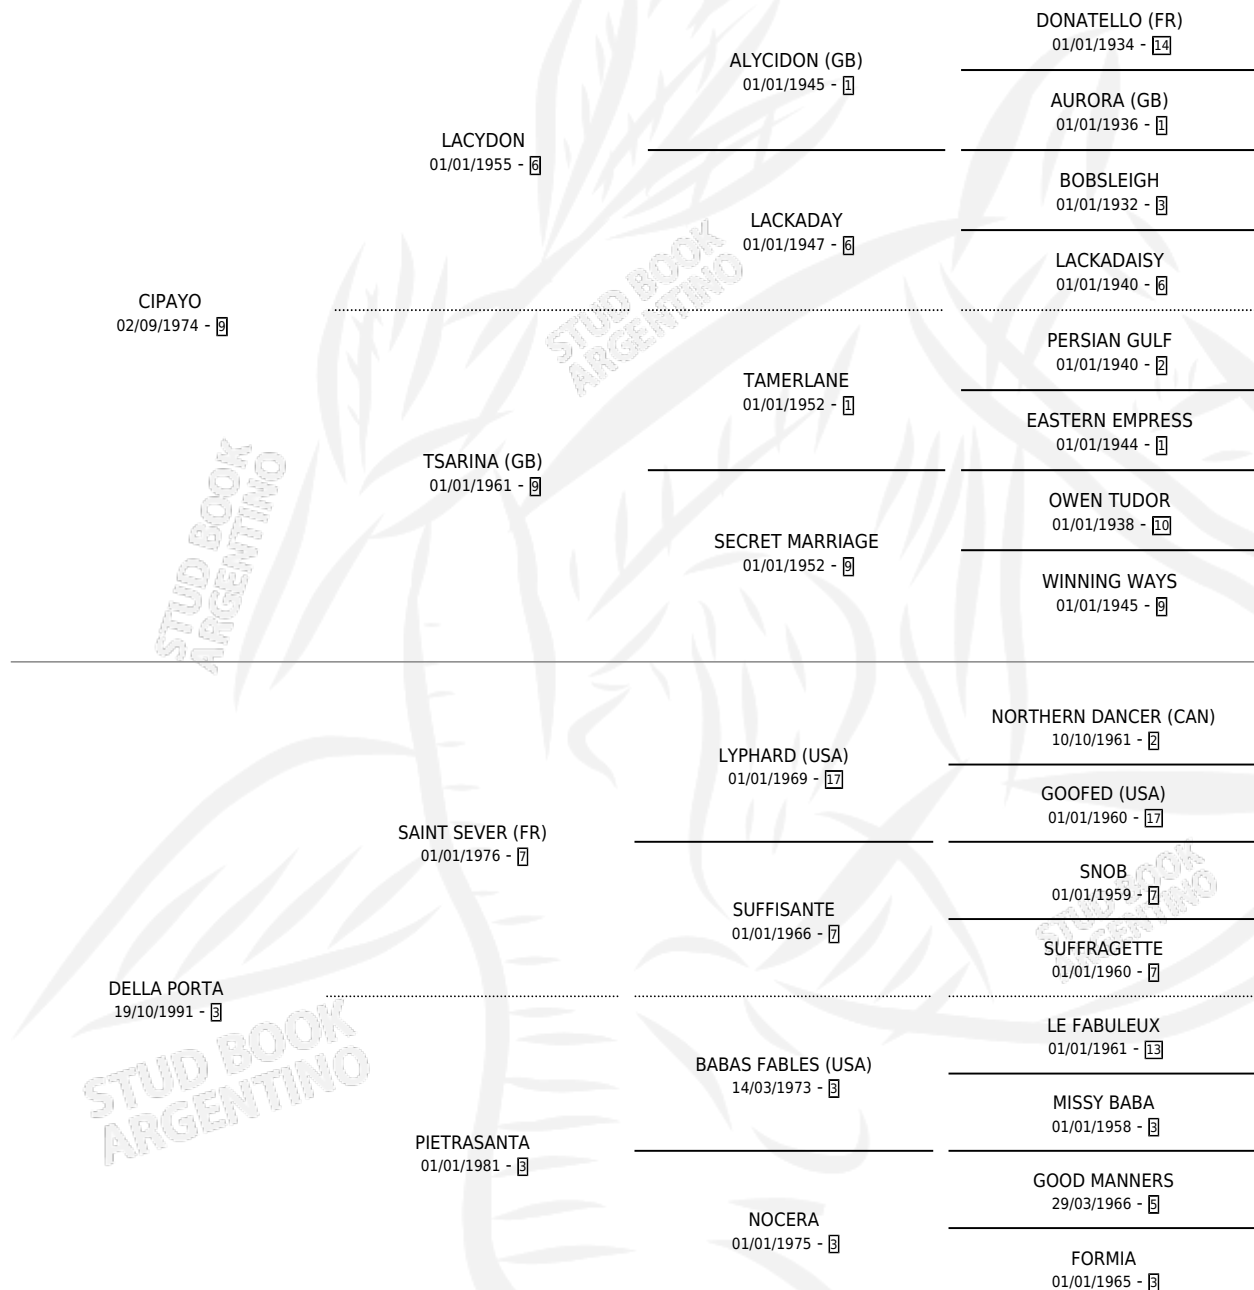 DONATELLO (FR)
01/01/1934 - 14
ALYCIDON (GB)
01/01/1945 - 1
AURORA (GB)
01/01/1936 - 1
LACYDON
01/01/1955 - 6
BOBSLEIGH
01/01/1932 - 3
LACKADAY
01/01/1947 - 6
LACKADAISY
01/01/1940 - 6
CIPAYO
02/09/1974 - 9
STUD BOOK
ARGENTINO
PERSIAN GULF
01/01/1940 - 2
TAMERLANE
01/01/1952 - 1
EASTERN EMPRESS
01/01/1944 - 1
TSARINA (GB)
01/01/1961 - 9
OWEN TUDOR
01/01/1938 - 10
SECRET MARRIAGE
01/01/1952 - 9
WINNING WAYS
01/01/1945 - 9
STUD BOOK
ARGENTINO
NORTHERN DANCER (CAN)
10/10/1961 - 2
LYPHARD (USA)
01/01/1969 - 17
GOOFED (USA)
01/01/1960 - 17
SAINT SEVER (FR)
01/01/1976 - 7
SNOB
01/01/1959 - 7
STUD BOOK
ARGENTINO
SUFFISANTE
01/01/1966 - 7
SUFFRAGETTE
01/01/1960 - 7
DELLA PORTA
19/10/1991 - 3
STUD BOOK
ARGENTINO
LE FABULEUX
01/01/1961 - 13
BABAS FABLES (USA)
14/03/1973 - 3
MISSY BABA
01/01/1958 - 3
PIETRASANTA
01/01/1981 - 3
GOOD MANNERS
29/03/1966 - 5
NOCERA
01/01/1975 - 3
FORMIA
01/01/1965 - 3